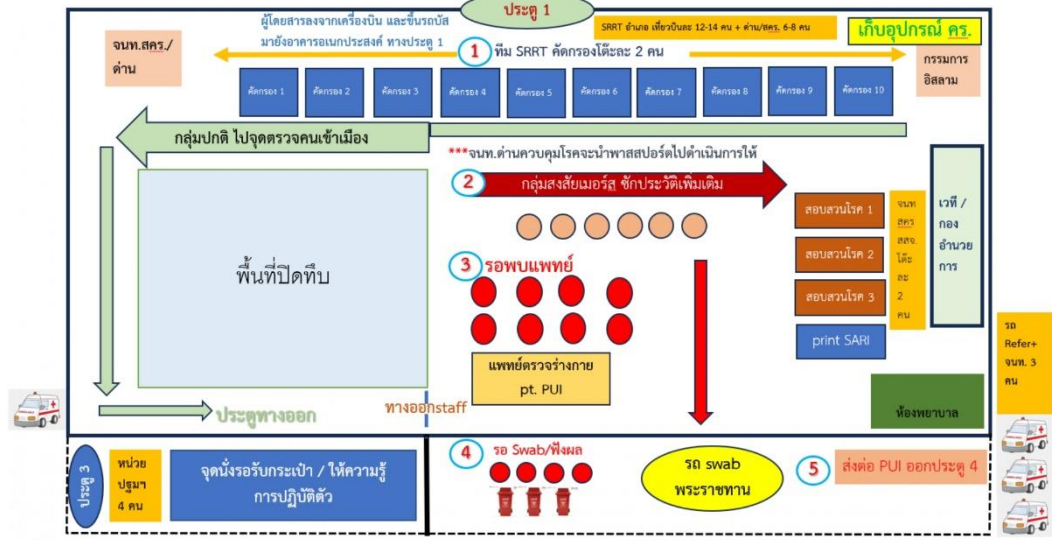 ประตู 1
ผู้โดยสารลงจากเครื่องบิน และขึ้นรถบัส
มายังอาคารอเนกประสงค์ ทางประตู 1
SRRT อำเภอ เที่ยวบินละ 12-14 คน + ด่าน/สคร. 6-8 คน
เก็บอุปกรณ์ คร.
จนท.สคร./
ด่าน
1 ทีม SRRT คัดกรองโต๊ะละ 2 คน
กรรมการ
อิสลาม
คัดกรอง 1
คัดกรอง 2
คัดกรอง 3
คัดกรอง 4
คัดกรอง 5
คัดกรอง 6
คัดกรอง 7
คัดกรอง 8
คัดกรอง 9
คัดกรอง 10
กลุ่มปกติ ไปจุดตรวจคนเข้าเมือง
***จนท.ด่านควบคุมโรคจะนำพาสสปอร์ตไปดำเนินการให้
2 กลุ่มสงสัยเมอร์ส ซักประวัติเพิ่มเติม
สอบสวนโรค 1
สอบสวนโรค 2
สอบสวนโรค 3
print SARI
จนท
สคร
สสจ.
โต๊ะ
ละ
2
คน
เวที /
กอง
อำนวย
การ
พื้นที่ปิดทึบ
3 รอพบแพทย์
แพทย์ตรวจร่างกาย
pt. PUI
รถ
Refer+
จนท. 3
คน
ห้องพยาบาล
ประตูทางออก
ทางออกstaff
ประตู 3
หน่วย
ปฐมฯ
4 คน
จุดนั่งรอรับกระเป๋า / ให้ความรู้
การปฏิบัติตัว
4 รอ Swab/ฟังผล
รถ swab
พระราชทาน
5 ส่งต่อ PUI ออกประตู 4